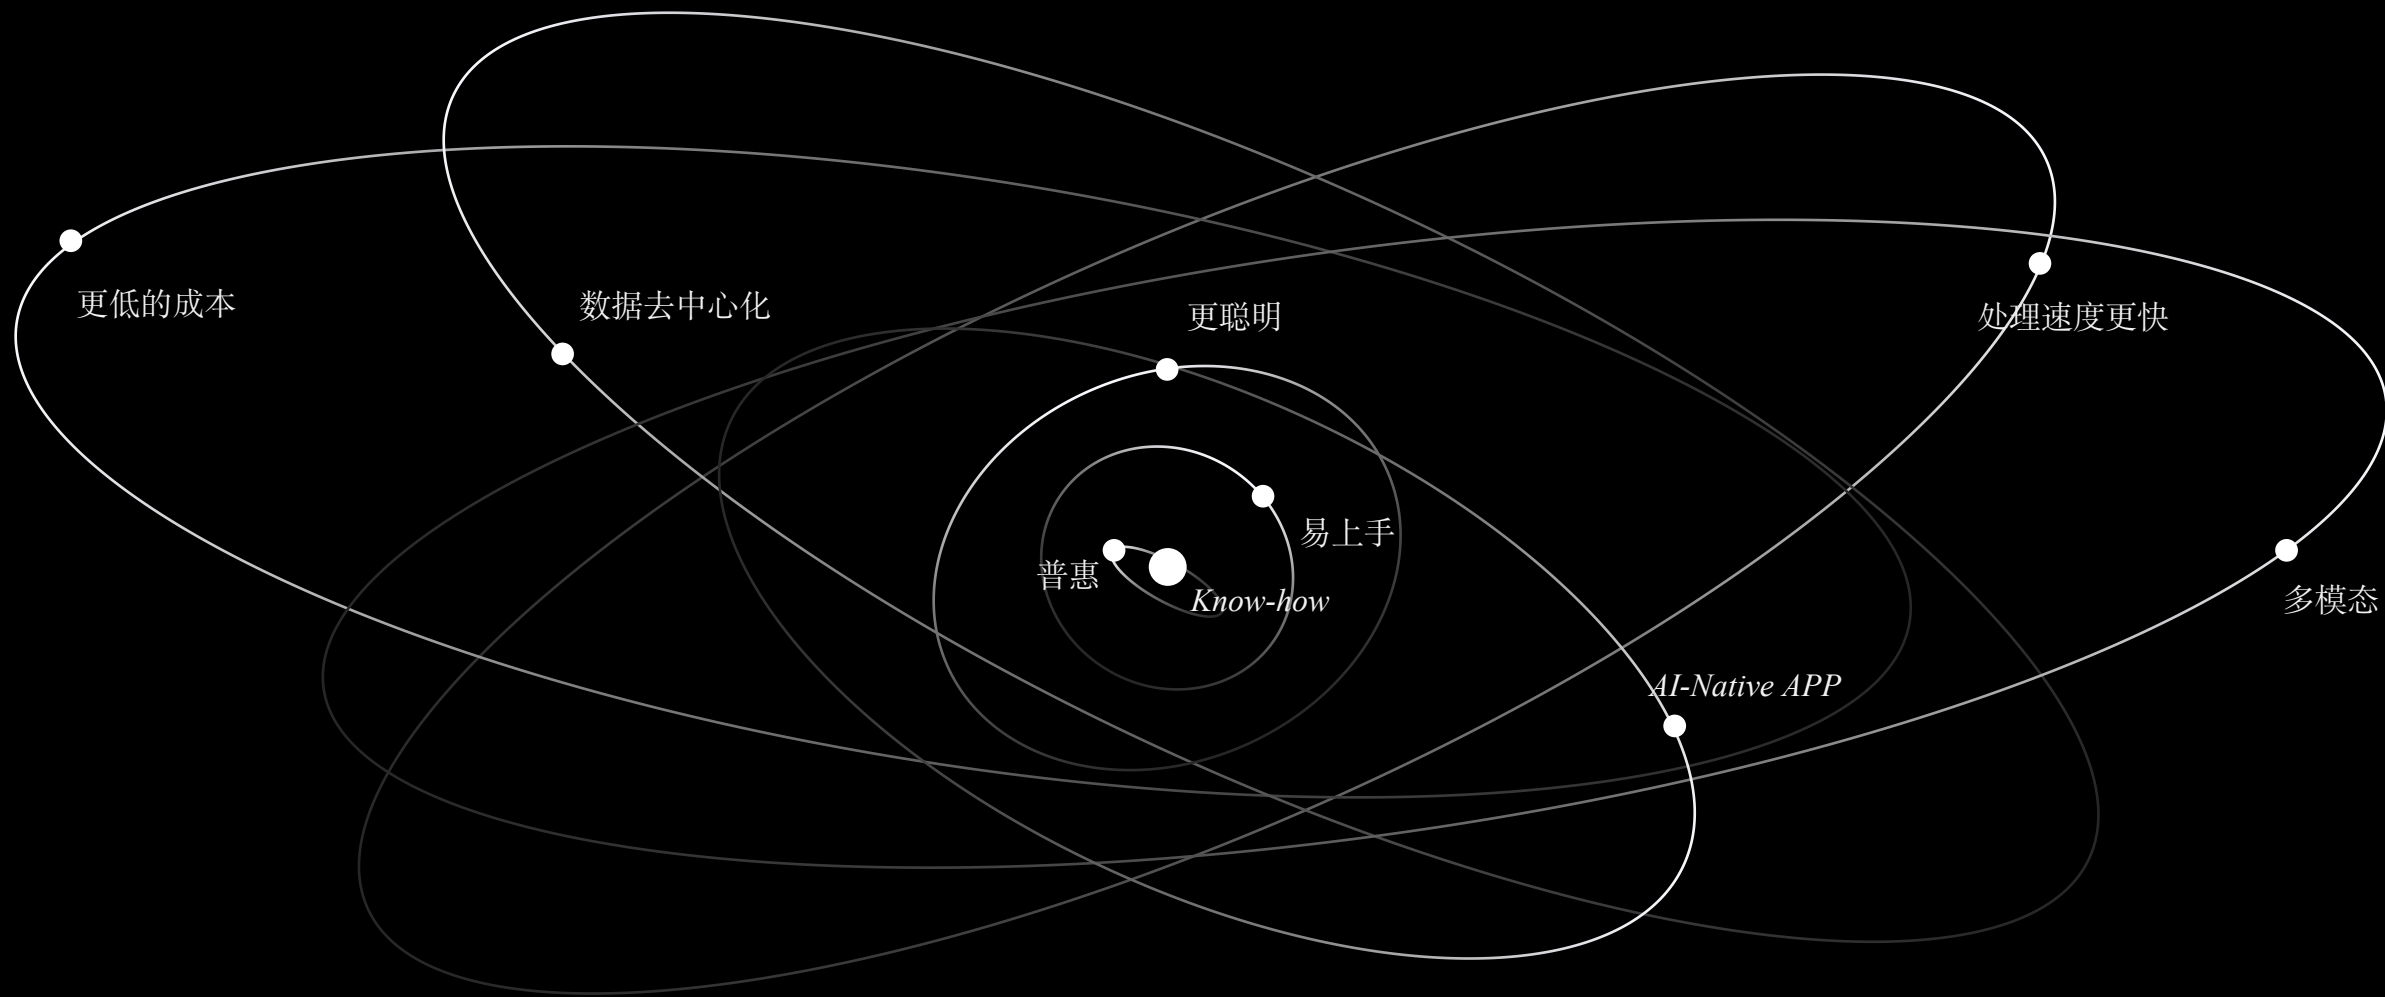 更低的成本
数据去中心化
更聪明
处理速度更快
易上手
普惠
Know-how
多模态
AI-Native APP